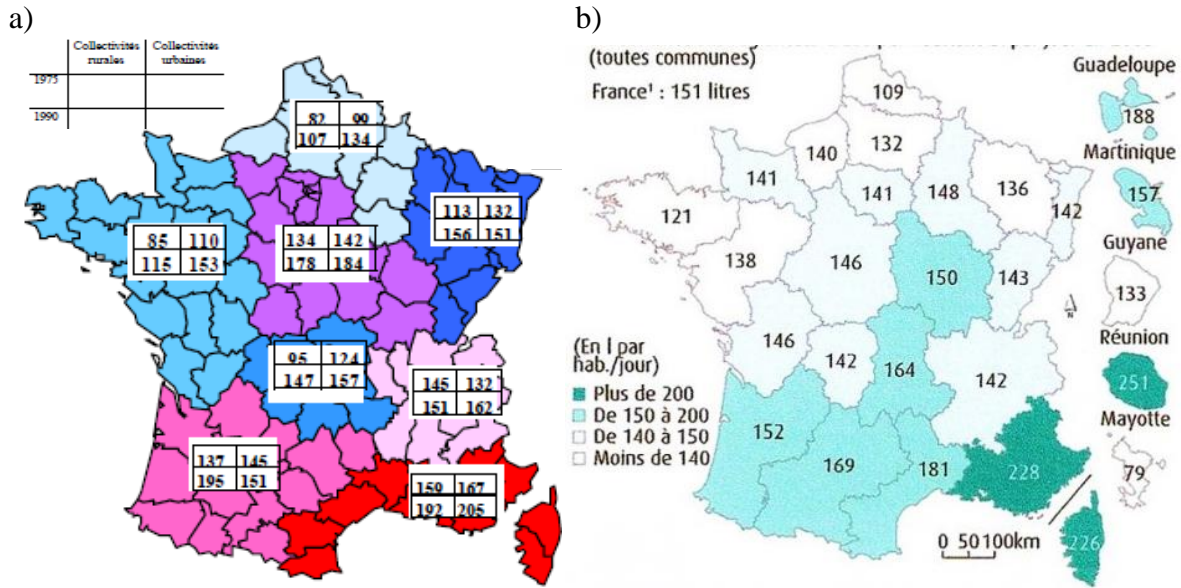 a)
Collectivités rurales
Collectivités urbaines
1975
1990
82 99
107 134
113 132
156 151
85 110
115 153
134 142
178 184
95 124
147 157
145 132
151 162
137 145
195 151
159 167
192 205
b)
(toutes communes)
France¹ : 151 litres
109
132
140
141
141
148
136
142
121
138
146
150
143
146
142
164
142
152
169
181
228
226
Guadeloupe
188
Martinique
157
Guyane
133
Réunion
251
Mayotte
79
N
(En l par
hab./jour)
Plus de 200
De 150 à 200
De 140 à 150
Moins de 140
0 50 100km